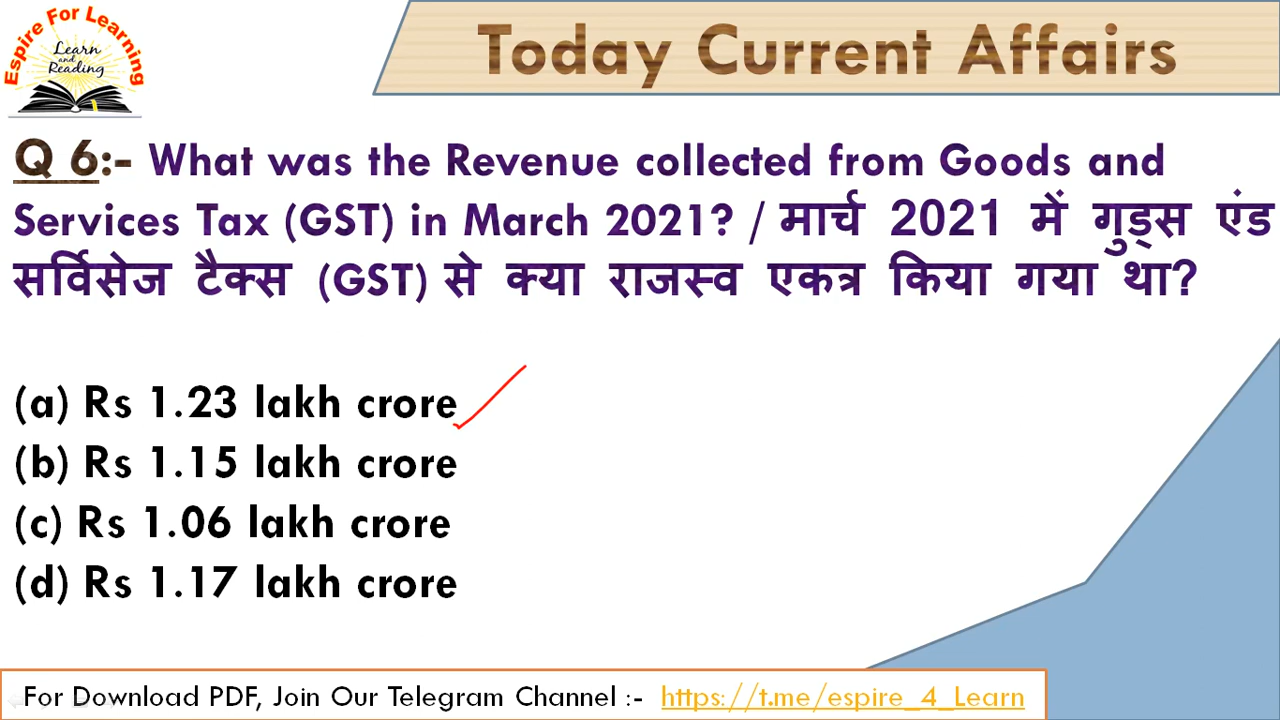 Espire For Learning
Learn
and
Reading
Today Current Affairs
Q 6:- What was the Revenue collected from Goods and
Services Tax (GST) in March 2021? / मार्च 2021 में गुड्स एंड
सर्विसेज टैक्स (GST) से क्या राजस्व एकत्र किया गया था?
(a) Rs 1.23 lakh crore
(b) Rs 1.15 lakh crore
(c) Rs 1.06 lakh crore
(d) Rs 1.17 lakh crore
For Download PDF, Join Our Telegram Channel :- https://t.me/espire_4_Learn